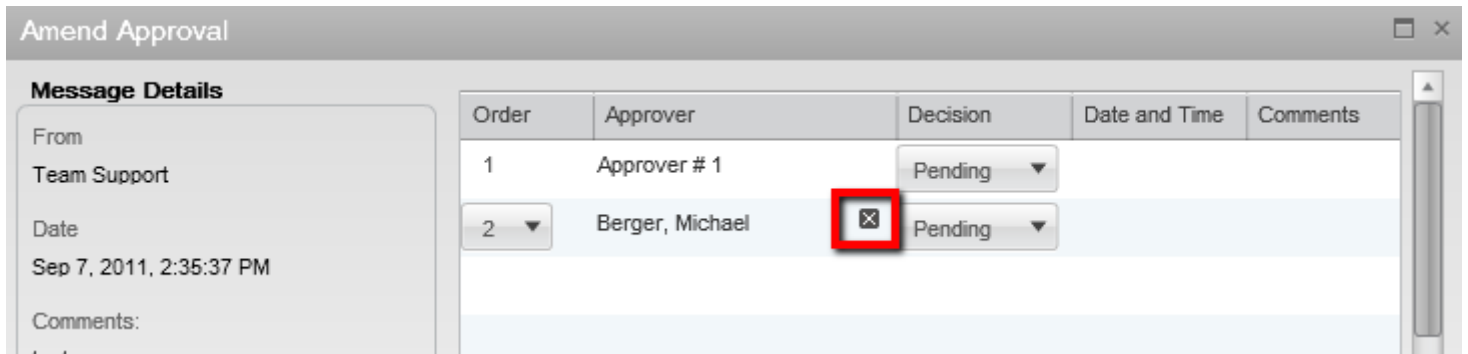 Amend Approval
Message Details
From
Team Support
Date
Sep 7, 2011, 2:35:37 PM
Comments:
Order Approver Decision Date and Time Comments
1 Approver # 1 Pending
2 Berger, Michael Pending